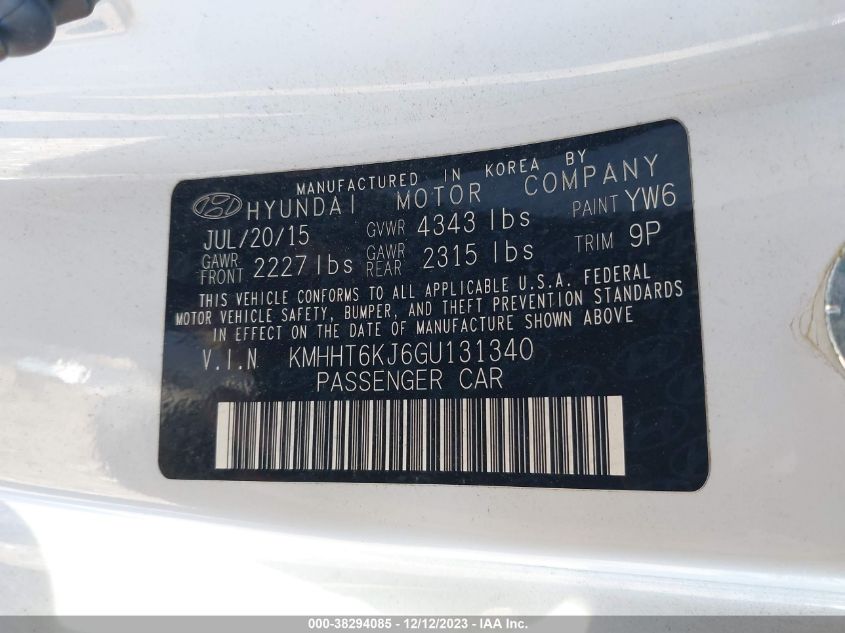 MANUFACTURED IN KOREA BY
HYUNDAI MOTOR COMPANY
JUL/20/15 GVWR 4343 lbs PAINT YW6
GAWR FRONT 2227 lbs GAWR REAR 2315 lbs TRIM 9P
THIS VEHICLE CONFORMS TO ALL APPLICABLE U.S.A. FEDERAL
MOTOR VEHICLE SAFETY, BUMPER, AND THEFT PREVENTION STANDARDS
IN EFFECT ON THE DATE OF MANUFACTURE SHOWN ABOVE
V.I.N KMHHT6KJ6GU131340
PASSENGER CAR
000-38294085 - 12/12/2023 - IAAI.COM